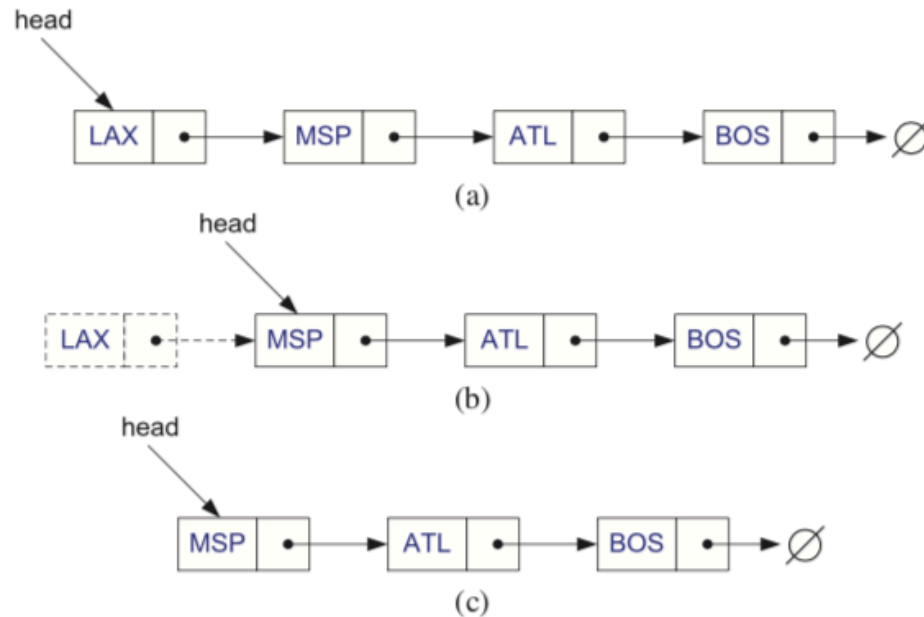 head
LAX MSP ATL BOS ∅
(a)
head
LAX MSP ATL BOS ∅
(b)
head
MSP ATL BOS ∅
(c)